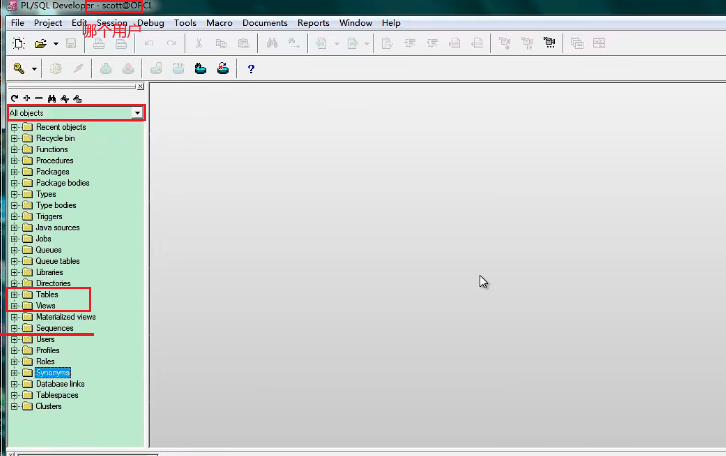 PL/SQL Developer - scott@ORCL
File Project Edit Session Debug Tools Macro Documents Reports Window Help
哪个用户
All objects
Recent objects
Recycle bin
Functions
Procedures
Packages
Package bodies
Types
Type bodies
Triggers
Java sources
Jobs
Queues
Queue tables
Libraries
Directories
Tables
Views
Materialized views
Sequences
Users
Profiles
Roles
Synonyms
Database links
Tablespaces
Clusters